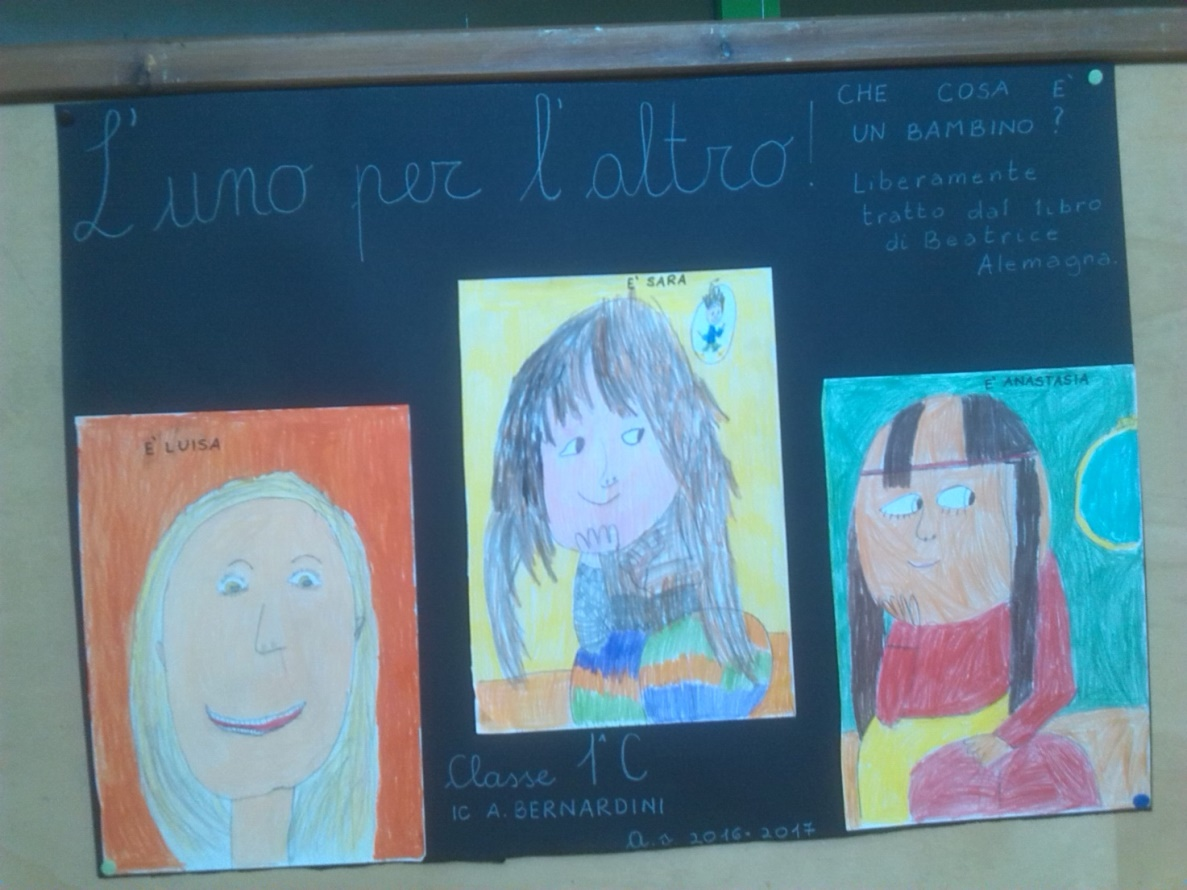 L'uno per l'altro!
CHE COSA E'
UN BAMBINO ?
Liberamente
tratto dal libro
di Beatrice
Alemagna.
E' SARA
E' ANASTASIA
E' LUISA
Classe 1^ C
IC A. BERNARDINI
a.s 2016-2017